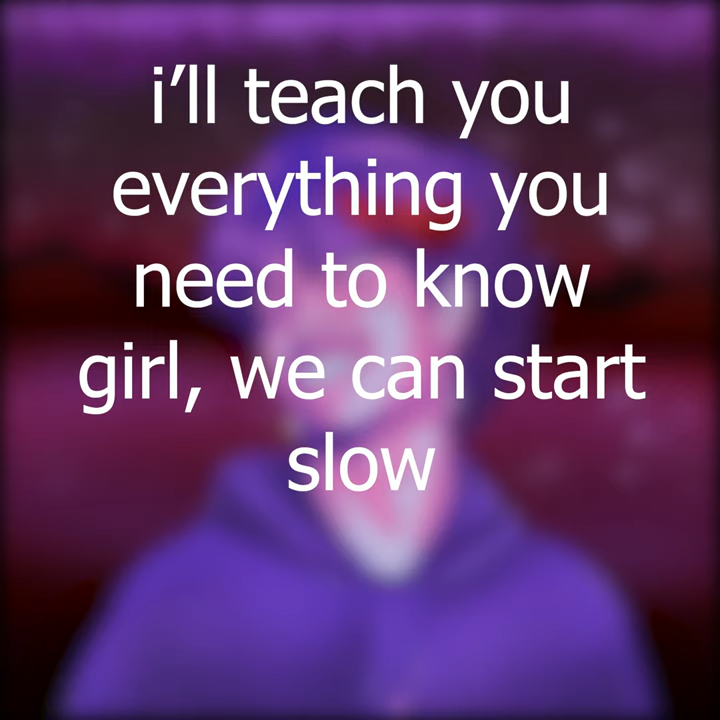 i’ll teach you
everything you
need to know
girl, we can start
slow